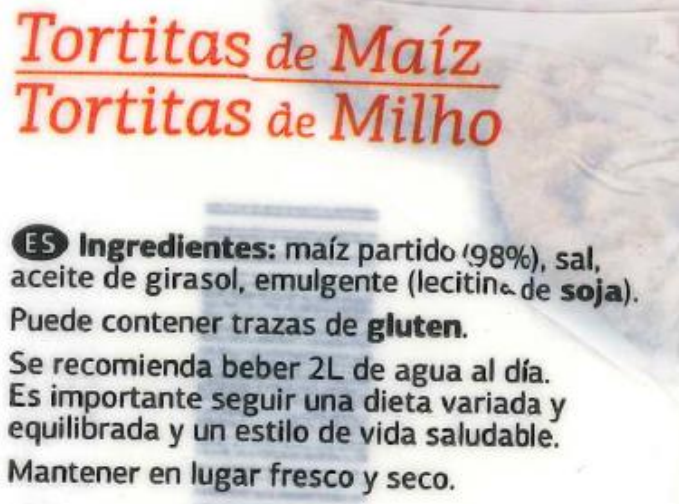 Tortitas de Maíz
Tortitas de Milho
ES Ingredientes: maíz partido (98%), sal,
aceite de girasol, emulgente (lecitina de soja).
Puede contener trazas de gluten.
Se recomienda beber 2L de agua al día.
Es importante seguir una dieta variada y
equilibrada y un estilo de vida saludable.
Mantener en lugar fresco y seco.